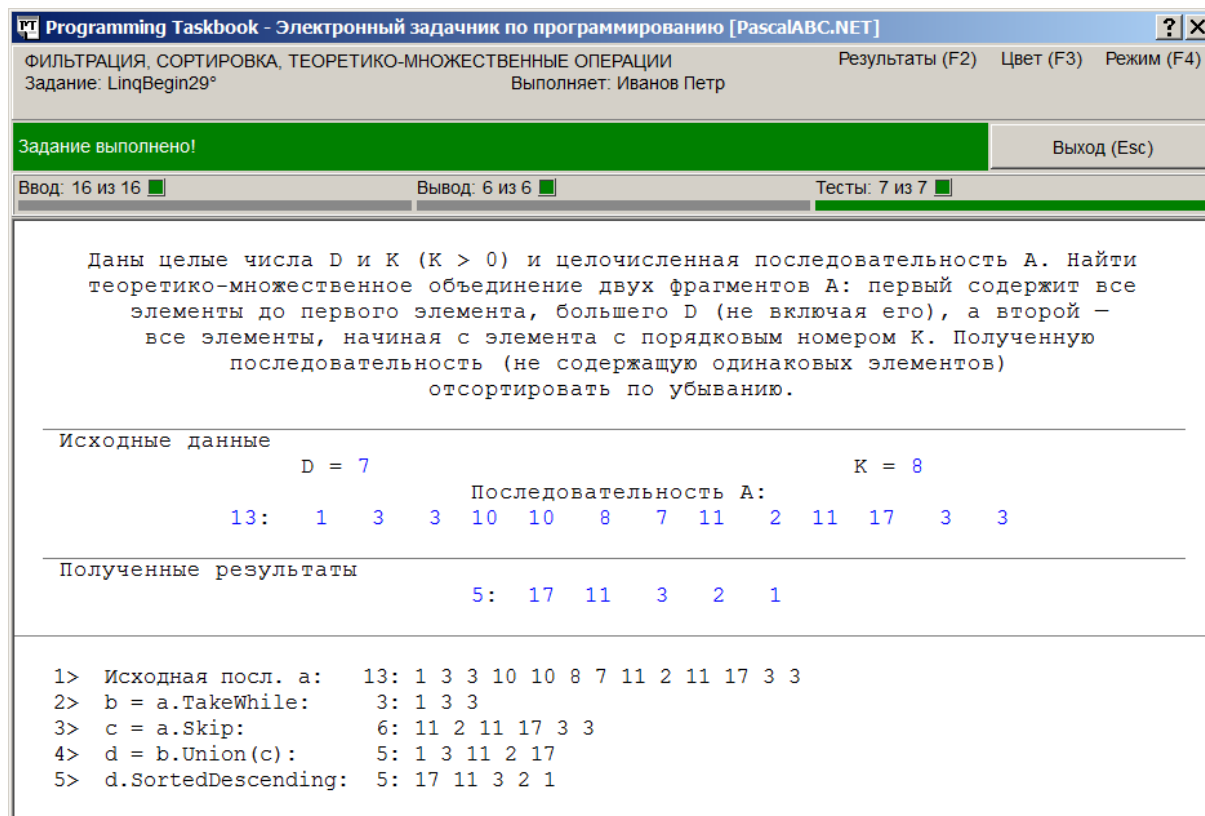 Programming Taskbook - Электронный задачник по программированию [PascalABC.NET]
ФИЛЬТРАЦИЯ, СОРТИРОВКА, ТЕОРЕТИКО-МНОЖЕСТВЕННЫЕ ОПЕРАЦИИ Результаты (F2) Цвет (F3) Режим (F4)
Задание: LinqBegin29° Выполняет: Иванов Петр
Задание выполнено! Выход (Esc)
Ввод: 16 из 16 Вывод: 6 из 6 Тесты: 7 из 7
Даны целые числа D и K (K > 0) и целочисленная последовательность A. Найти
теоретико-множественное объединение двух фрагментов A: первый содержит все
элементы до первого элемента, большего D (не включая его), а второй —
все элементы, начиная с элемента с порядковым номером K. Полученную
последовательность (не содержащую одинаковых элементов)
отсортировать по убыванию.
Исходные данные
D = 7 K = 8
Последовательность A:
13: 1 3 3 10 10 8 7 11 2 11 17 3 3
Полученные результаты
5: 17 11 3 2 1
1> Исходная посл. a: 13: 1 3 3 10 10 8 7 11 2 11 17 3 3
2> b = a.TakeWhile: 3: 1 3 3
3> c = a.Skip: 6: 11 2 11 17 3 3
4> d = b.Union(c): 5: 1 3 11 2 17
5> d.SortedDescending: 5: 17 11 3 2 1